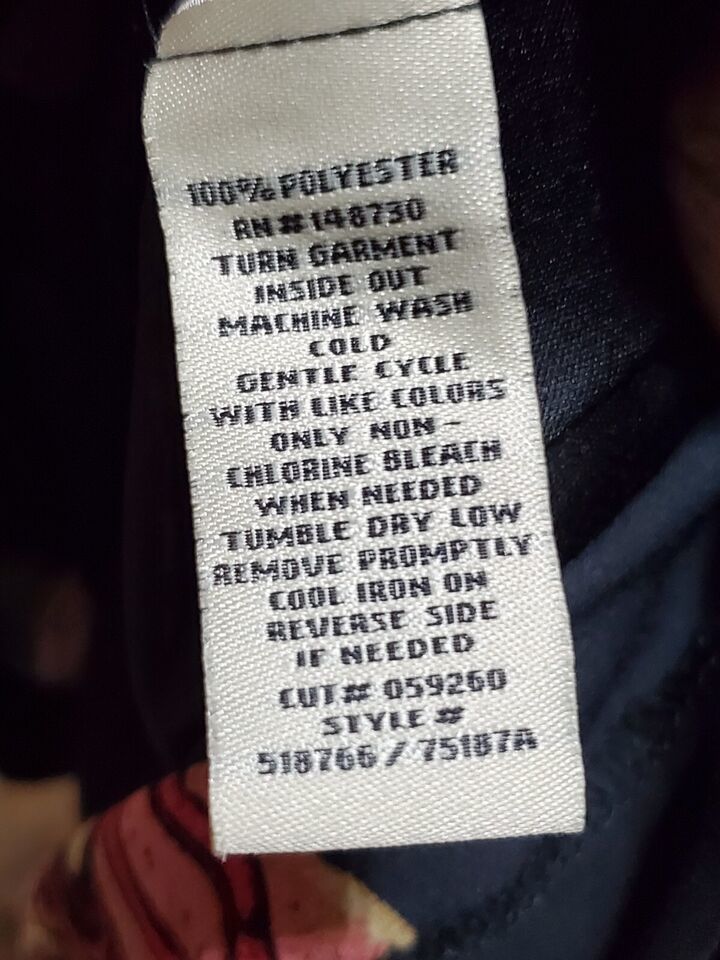 100% POLYESTER
RN# 148730
TURN GARMENT
INSIDE OUT
MACHINE WASH
COLD
GENTLE CYCLE
WITH LIKE COLORS
ONLY NON-
CHLORINE BLEACH
WHEN NEEDED
TUMBLE DRY LOW
REMOVE PROMPTLY
COOL IRON ON
REVERSE SIDE
IF NEEDED
CUT# 059260
STYLE#
518766 / 75187A